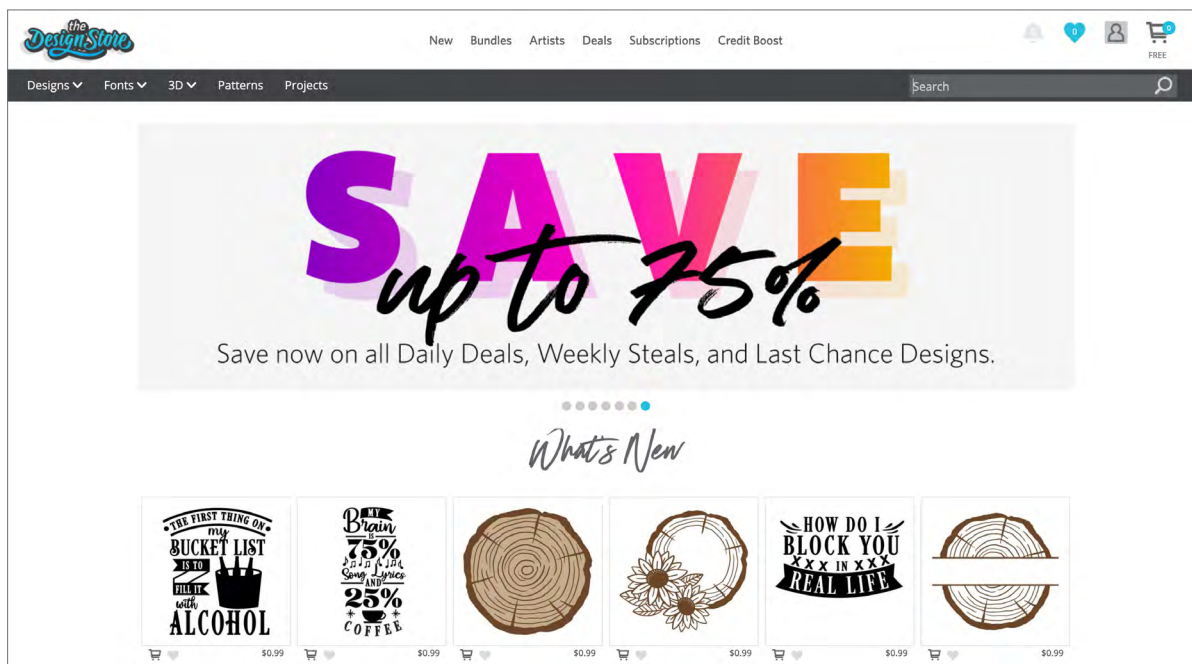 the
Design Store
New Bundles Artists Deals Subscriptions Credit Boost
0
0
FREE
Designs Fonts 3D Patterns Projects
Search
SAVE
up to 75%
Save now on all Daily Deals, Weekly Steals, and Last Chance Designs.
What's New
THE FIRST THING ON
my
BUCKET LIST
IS TO
FILL IT
with
ALCOHOL
MY
Brain
IS
75%
Song Lyrics
AND
25%
COFFEE
HOW DO I
BLOCK YOU
XXX IN XXX
REAL LIFE
$0.99 $0.99 $0.99 $0.99 $0.99 $0.99